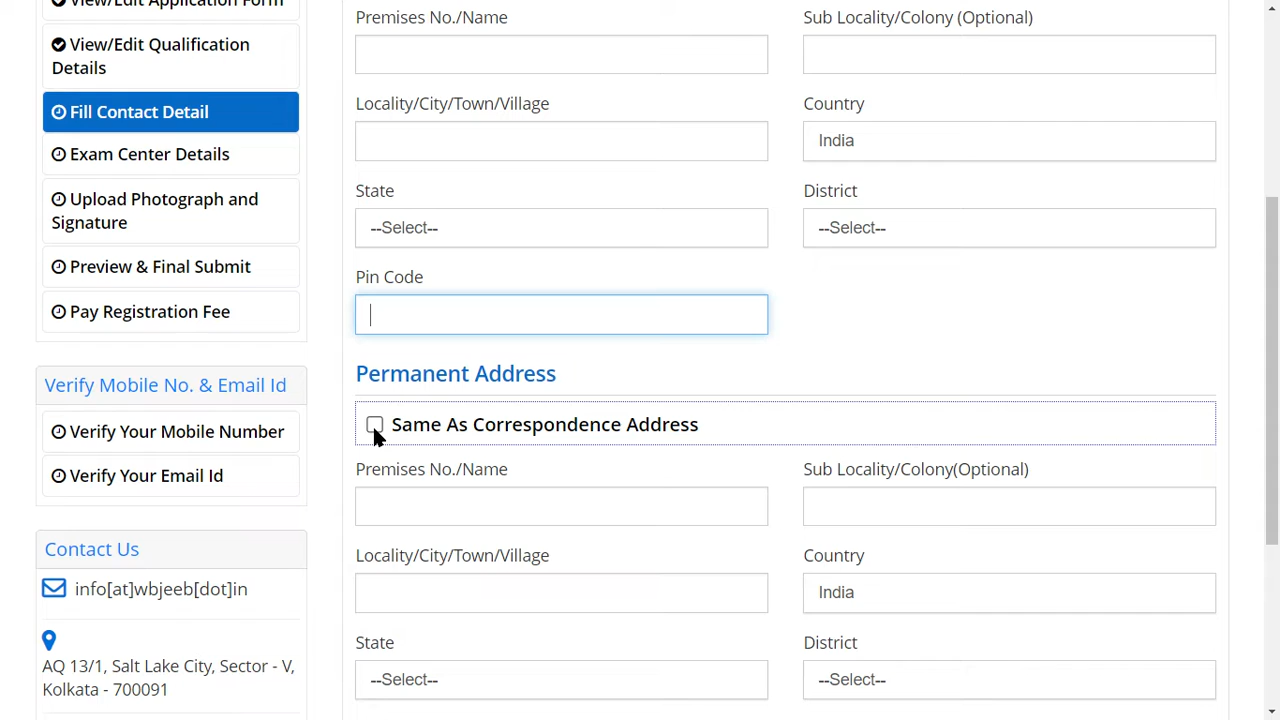 View/Edit Application Form
View/Edit Qualification
Details
Fill Contact Detail
Exam Center Details
Upload Photograph and
Signature
Preview & Final Submit
Pay Registration Fee
Verify Mobile No. & Email Id
Verify Your Mobile Number
Verify Your Email Id
Contact Us
info[at]wbjeeb[dot]in
AQ 13/1, Salt Lake City, Sector - V,
Kolkata - 700091
Premises No./Name
Sub Locality/Colony (Optional)
Locality/City/Town/Village
Country
India
State
District
--Select--
--Select--
Pin Code
Permanent Address
Same As Correspondence Address
Premises No./Name
Sub Locality/Colony(Optional)
Locality/City/Town/Village
Country
India
State
District
--Select--
--Select--